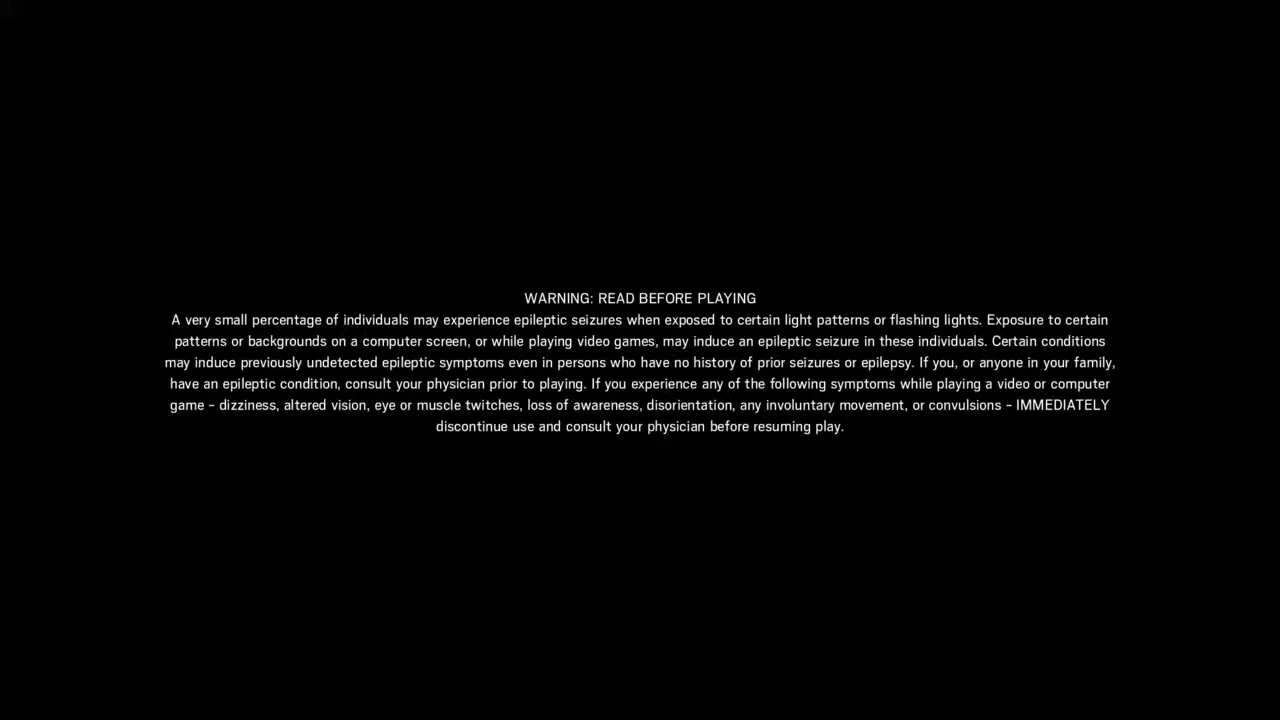 WARNING: READ BEFORE PLAYING
A very small percentage of individuals may experience epileptic seizures when exposed to certain light patterns or flashing lights. Exposure to certain
patterns or backgrounds on a computer screen, or while playing video games, may induce an epileptic seizure in these individuals. Certain conditions
may induce previously undetected epileptic symptoms even in persons who have no history of prior seizures or epilepsy. If you, or anyone in your family,
have an epileptic condition, consult your physician prior to playing. If you experience any of the following symptoms while playing a video or computer
game – dizziness, altered vision, eye or muscle twitches, loss of awareness, disorientation, any involuntary movement, or convulsions – IMMEDIATELY
discontinue use and consult your physician before resuming play.